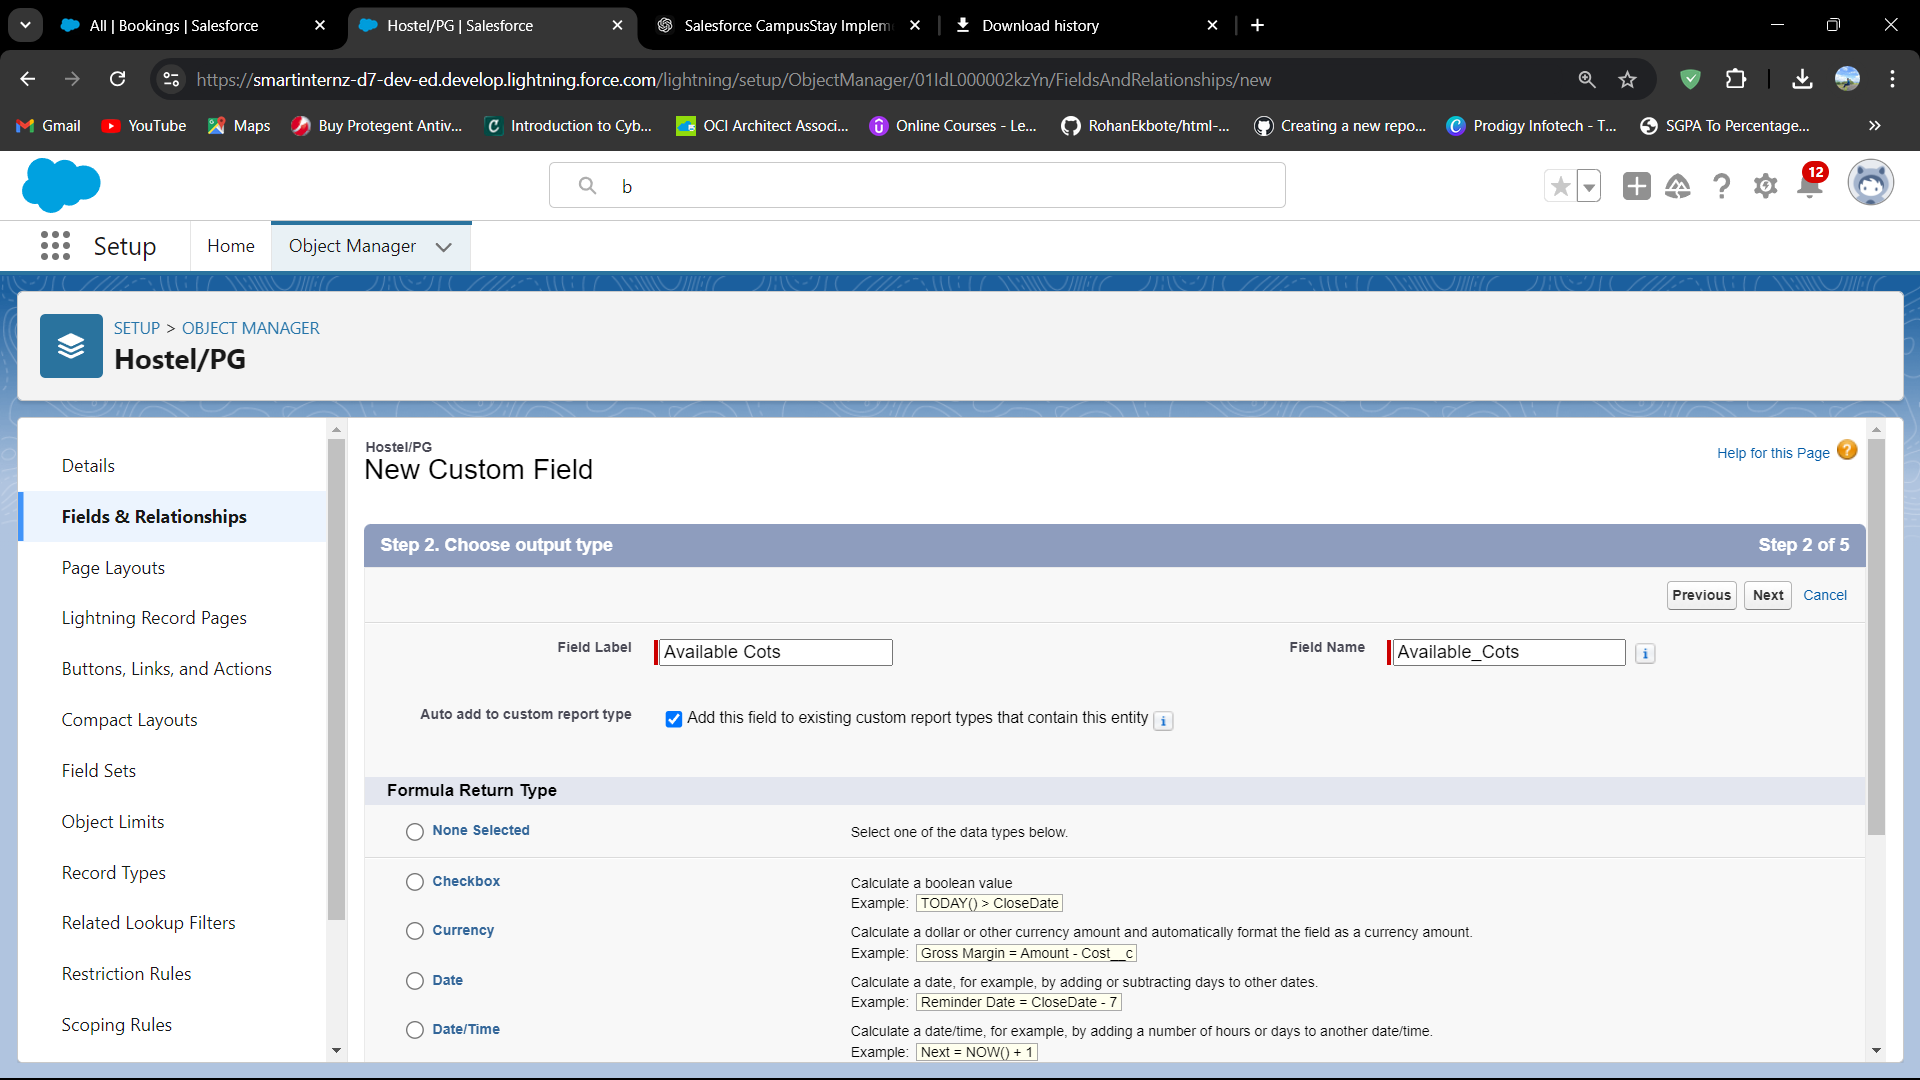 All | Bookings | Salesforce
Hostel/PG | Salesforce
Salesforce CampusStay Implem
Download history
https://smartinternz-d7-dev-ed.develop.lightning.force.com/lightning/setup/ObjectManager/01IdL000002kzYn/FieldsAndRelationships/new
Gmail
YouTube
Maps
Buy Protegent Antiv...
Introduction to Cyb...
OCI Architect Associ...
Online Courses - Le...
RohanEkbote/html-...
Creating a new repo...
Prodigy Infotech - T...
SGPA To Percentage...
b
12
Setup
Home
Object Manager
SETUP > OBJECT MANAGER
Hostel/PG
Details
Fields & Relationships
Page Layouts
Lightning Record Pages
Buttons, Links, and Actions
Compact Layouts
Field Sets
Object Limits
Record Types
Related Lookup Filters
Restriction Rules
Scoping Rules
Hostel/PG
New Custom Field
Help for this Page
Step 2. Choose output type
Step 2 of 5
Previous
Next
Cancel
Field Label
Available Cots
Field Name
Available_Cots
Auto add to custom report type
Add this field to existing custom report types that contain this entity
Formula Return Type
None Selected
Select one of the data types below.
Checkbox
Calculate a boolean value
Example: TODAY() > CloseDate
Currency
Calculate a dollar or other currency amount and automatically format the field as a currency amount.
Example: Gross Margin = Amount - Cost__c
Date
Calculate a date, for example, by adding or subtracting days to other dates.
Example: Reminder Date = CloseDate - 7
Date/Time
Calculate a date/time, for example, by adding a number of hours or days to another date/time.
Example: Next = NOW() + 1